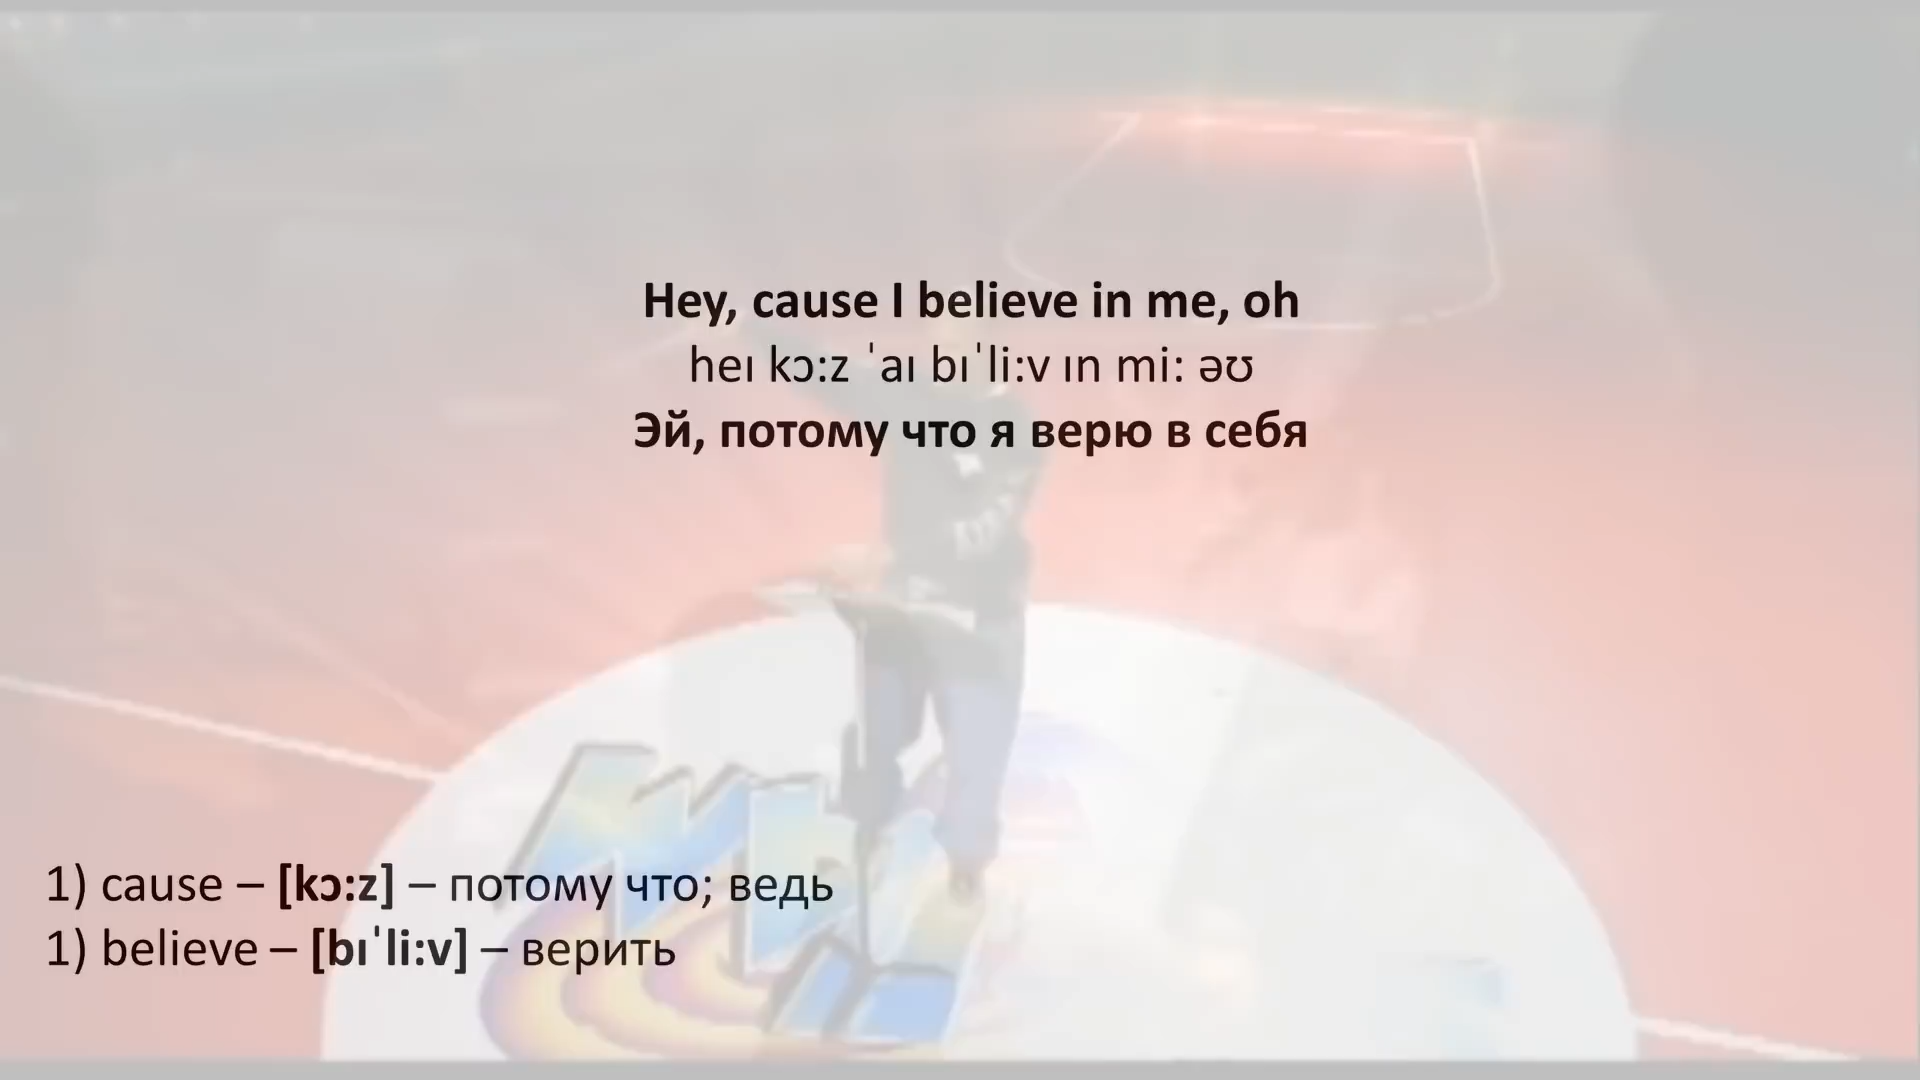 Hey, cause I believe in me, oh
heɪ kɔ:z ˈaɪ bɪˈli:v ɪn mi: əʊ
Эй, потому что я верю в себя
1) cause – [kɔ:z] – потому что; ведь
1) believe – [bɪˈli:v] – верить